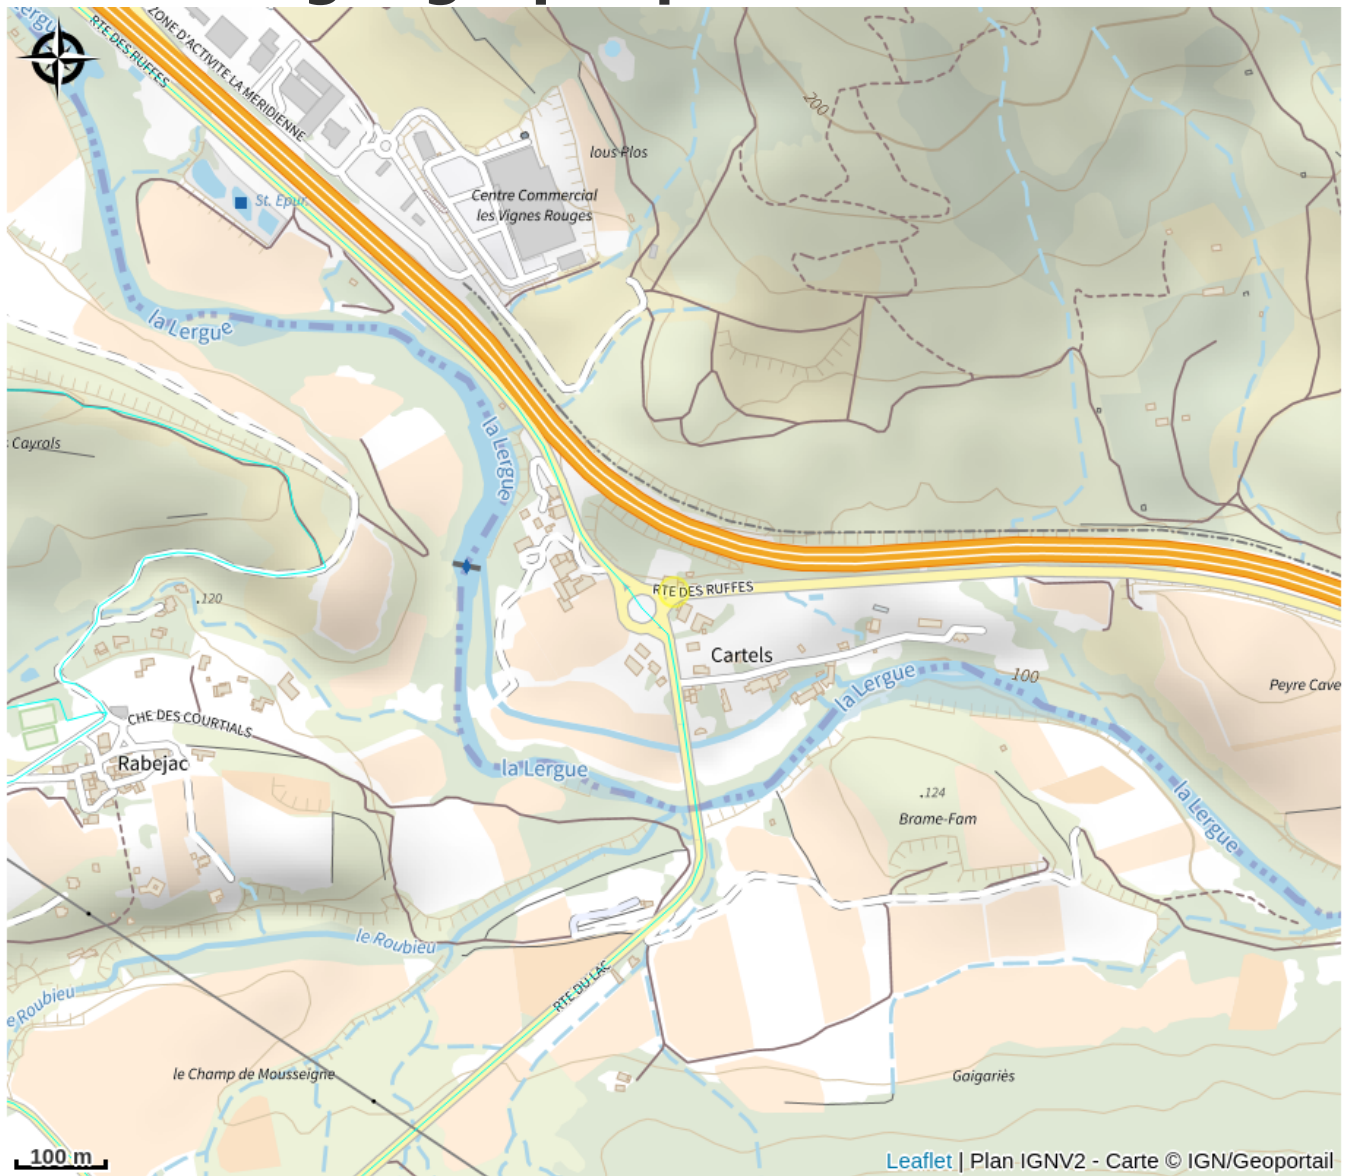 RTE DES RUFFES
ZONE D'ACTIVITE LA MERIDIENNE
200
lous Plos
Centre Commercial
les Vignes Rouges
St. Epur.
la Lergue
la Lergue
Cayrols
.120
RTE DES RUFFES
Cartels
la Lergue
100
Peyre Cave
CHE DES COURTIALS
Rabejac
la Lergue
la Lergue
.124
Brame-Fam
le Roubieu
RTE DU LAC
e Roubieu
le Champ de Mousseigne
Gaigariès
100 m
Leaflet | Plan IGNV2 - Carte © IGN/Geoportail